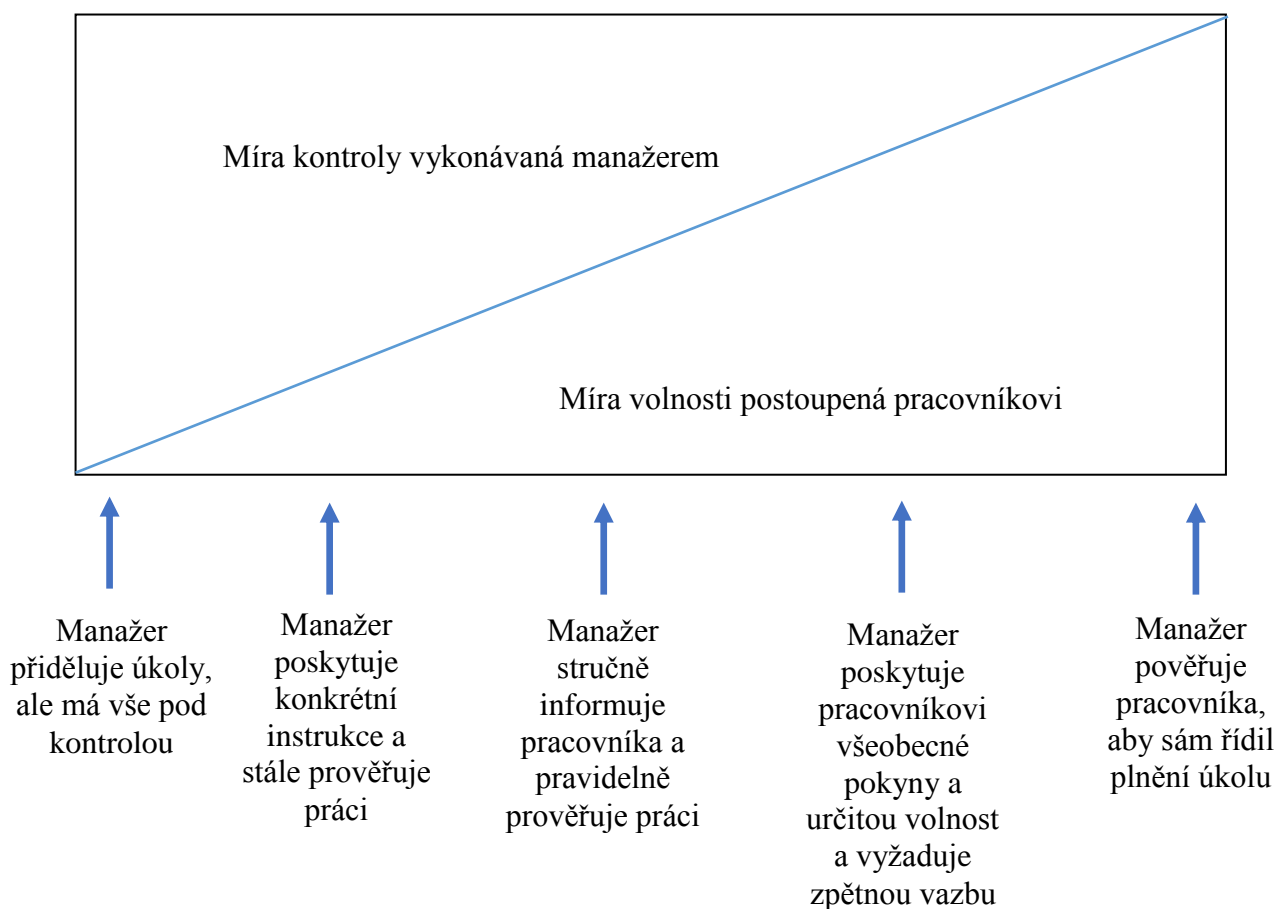 Míra kontroly vykonávaná manažerem
Míra volnosti postoupená pracovníkovi
Manažer
přiděluje úkoly,
ale má vše pod
kontrolou
Manažer
poskytuje
konkrétní
instrukce a
stále prověřuje
práci
Manažer
stručně
informuje
pracovníka a
pravidelně
prověřuje práci
Manažer
poskytuje
pracovníkovi
všeobecné
pokyny a
určitou volnost
a vyžaduje
zpětnou vazbu
Manažer
pověřuje
pracovníka,
aby sám řídil
plnění úkolu